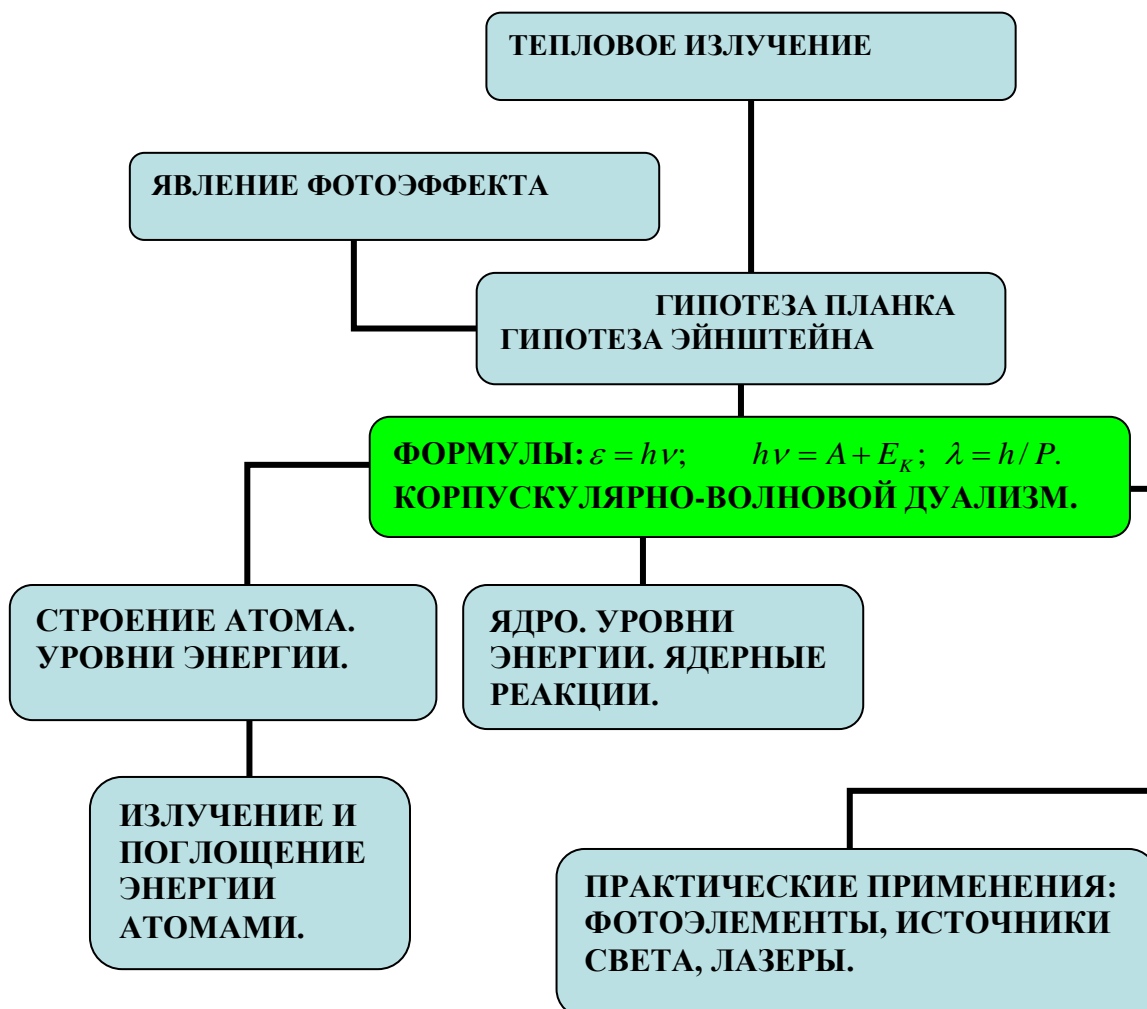 ТЕПЛОВОЕ ИЗЛУЧЕНИЕ
ЯВЛЕНИЕ ФОТОЭФФЕКТА
ГИПОТЕЗА ПЛАНКА
ГИПОТЕЗА ЭЙНШТЕЙНА
ФОРМУЛЫ: ε = hν; hν = A + E_K; λ = h / P.
КОРПУСКУЛЯРНО-ВОЛНОВОЙ ДУАЛИЗМ.
СТРОЕНИЕ АТОМА.
УРОВНИ ЭНЕРГИИ.
ЯДРО. УРОВНИ
ЭНЕРГИИ. ЯДЕРНЫЕ
РЕАКЦИИ.
ИЗЛУЧЕНИЕ И
ПОГЛОЩЕНИЕ
ЭНЕРГИИ
АТОМАМИ.
ПРАКТИЧЕСКИЕ ПРИМЕНЕНИЯ:
ФОТОЭЛЕМЕНТЫ, ИСТОЧНИКИ
СВЕТА, ЛАЗЕРЫ.